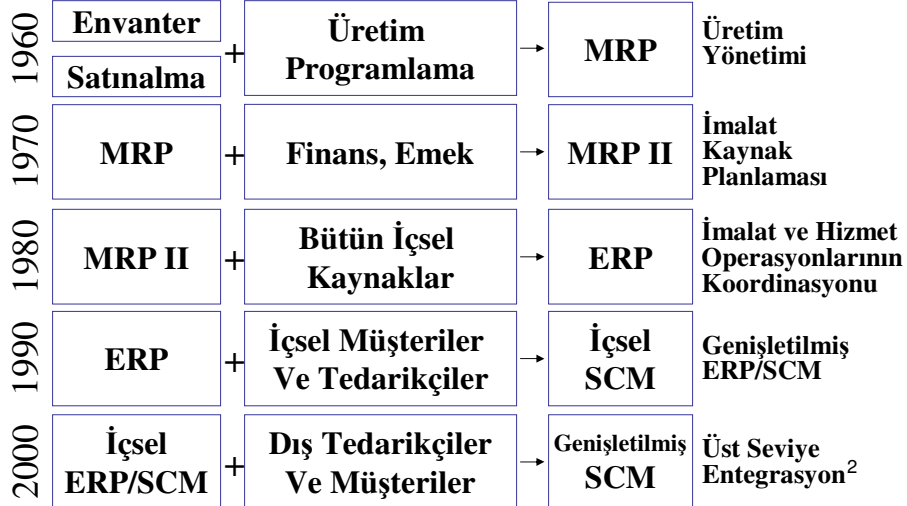 1960
Envanter
Satınalma
+
Üretim
Programlama
→
MRP
Üretim
Yönetimi
1970
MRP
+
Finans, Emek
→
MRP II
İmalat
Kaynak
Planlaması
1980
MRP II
+
Bütün İçsel
Kaynaklar
→
ERP
İmalat ve Hizmet
Operasyonlarının
Koordinasyonu
1990
ERP
+
İçsel Müşteriler
Ve Tedarikçiler
→
İçsel
SCM
Genişletilmiş
ERP/SCM
2000
İçsel
ERP/SCM
+
Dış Tedarikçiler
Ve Müşteriler
→
Genişletilmiş
SCM
Üst Seviye
Entegrasyon²